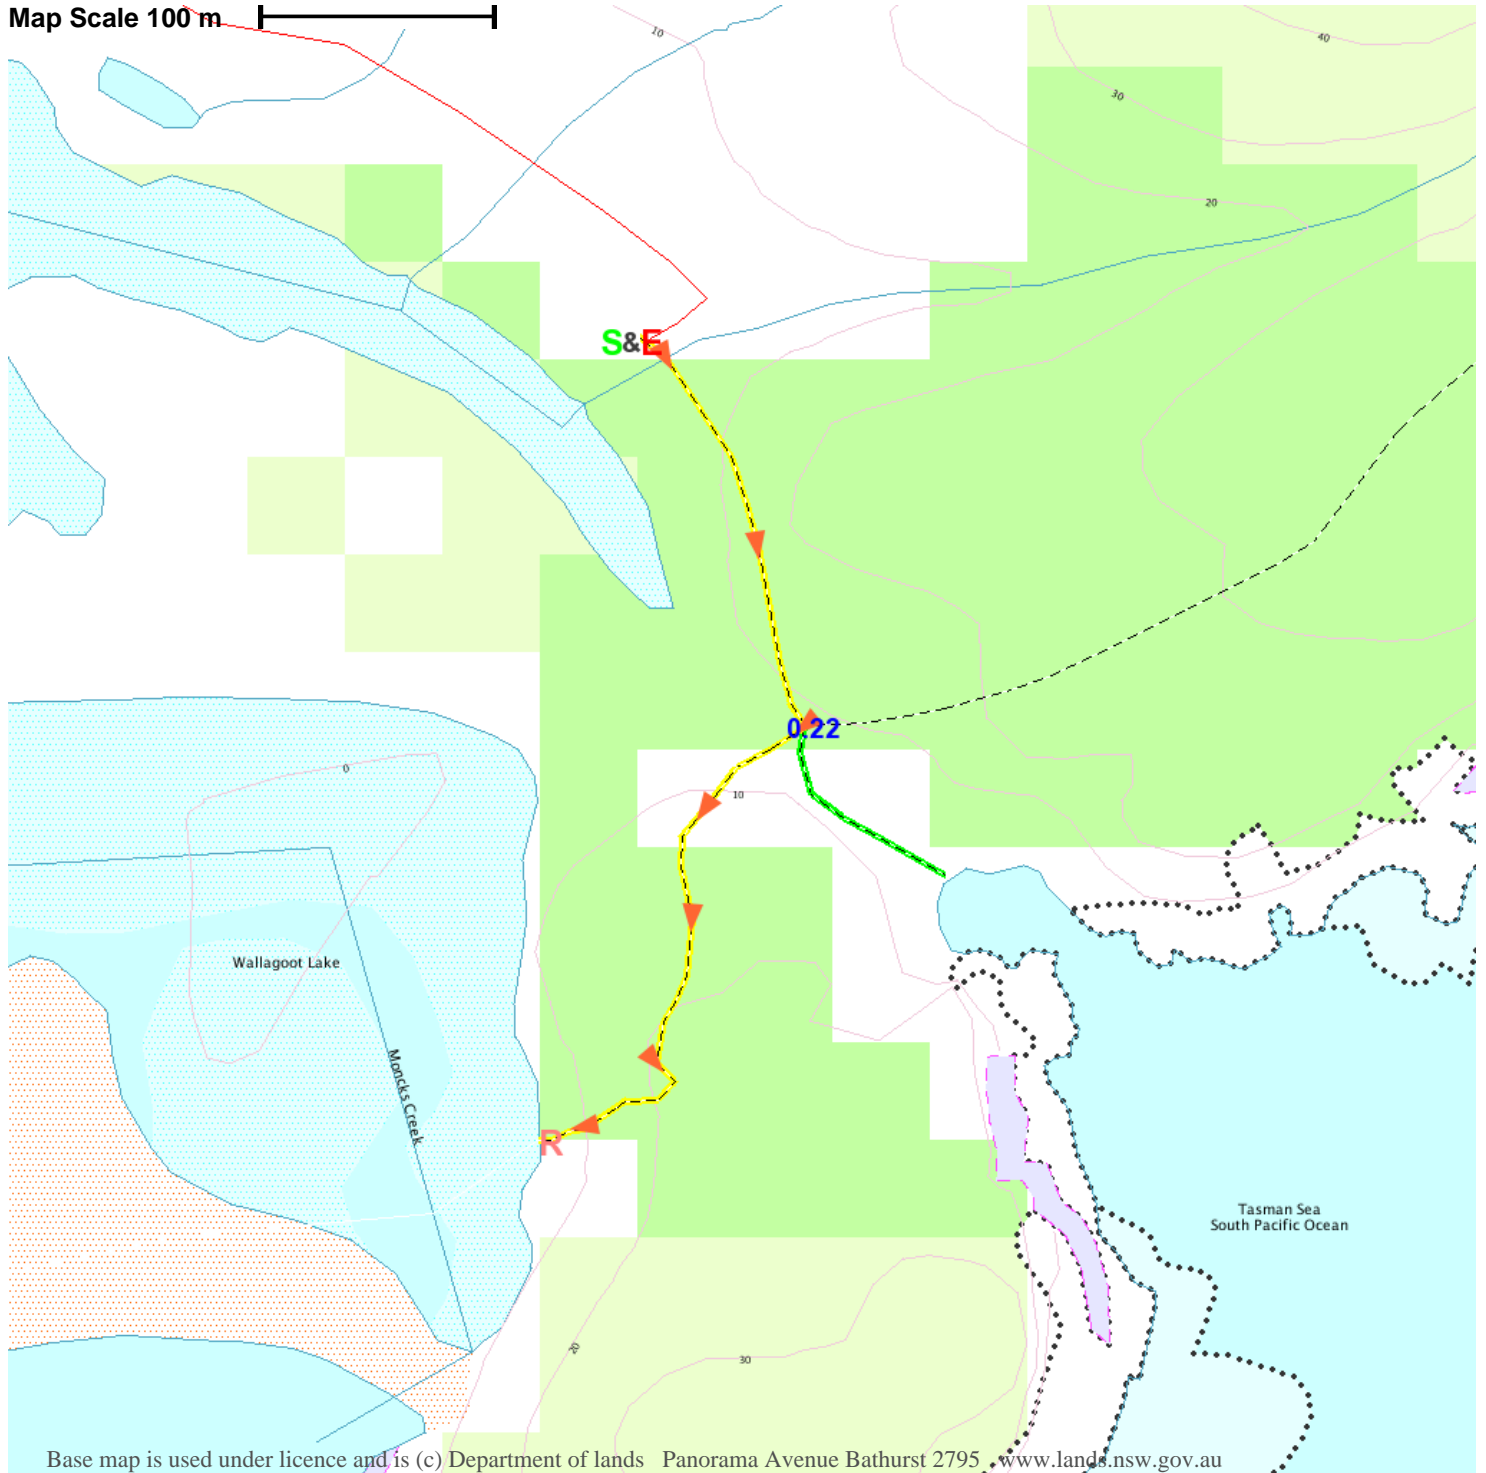 Map Scale 100 m
10
40
30
20
S&E
0.22
0
10
Wallagoot Lake
Moncks Creek
R
Tasman Sea
South Pacific Ocean
20
30
Base map is used under licence and is (c) Department of lands Panorama Avenue Bathurst 2795 www.lands.nsw.gov.au